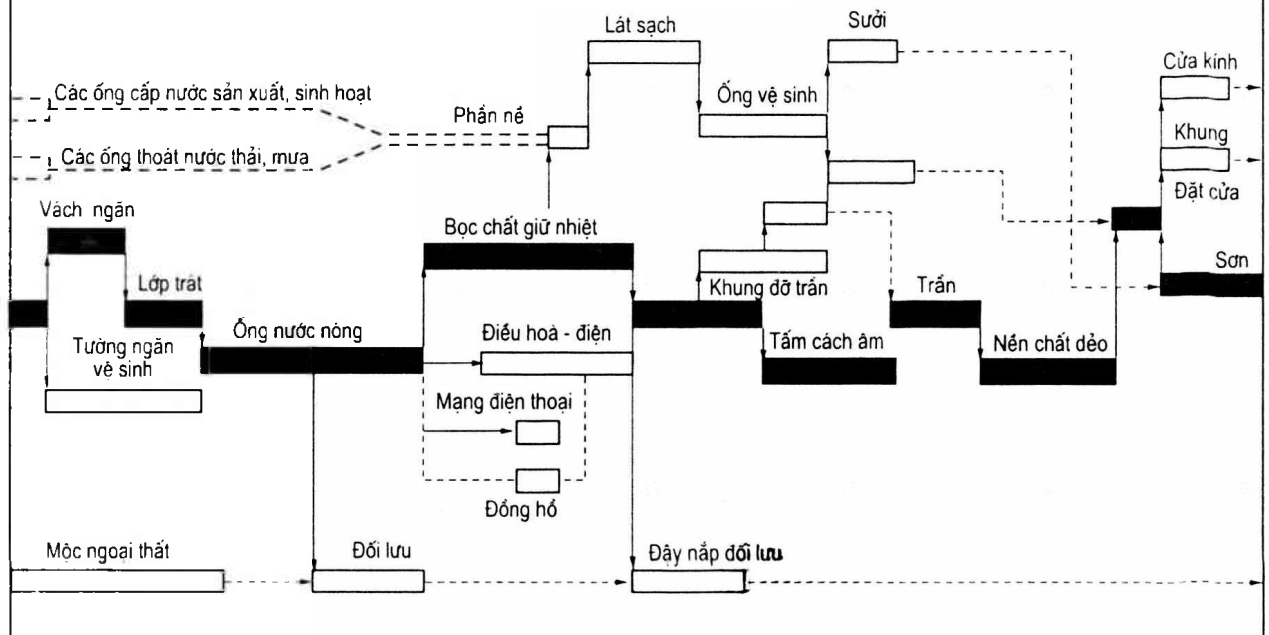 Lát sạch
Sưởi
Cửa kính
Các ống cấp nước sản xuất, sinh hoạt
Ống vệ sinh
Phần nề
Khung
Các ống thoát nước thải, mưa
Đặt cửa
Vách ngăn
Bọc chất giữ nhiệt
Sơn
Lớp trát
Khung đỡ trần
Trần
Ống nước nóng
Điều hoà - điện
Tấm cách âm
Nền chất dẻo
Tường ngăn
vệ sinh
Mạng điện thoại
Đồng hồ
Mộc ngoại thất
Đối lưu
Đậy nắp đối lưu